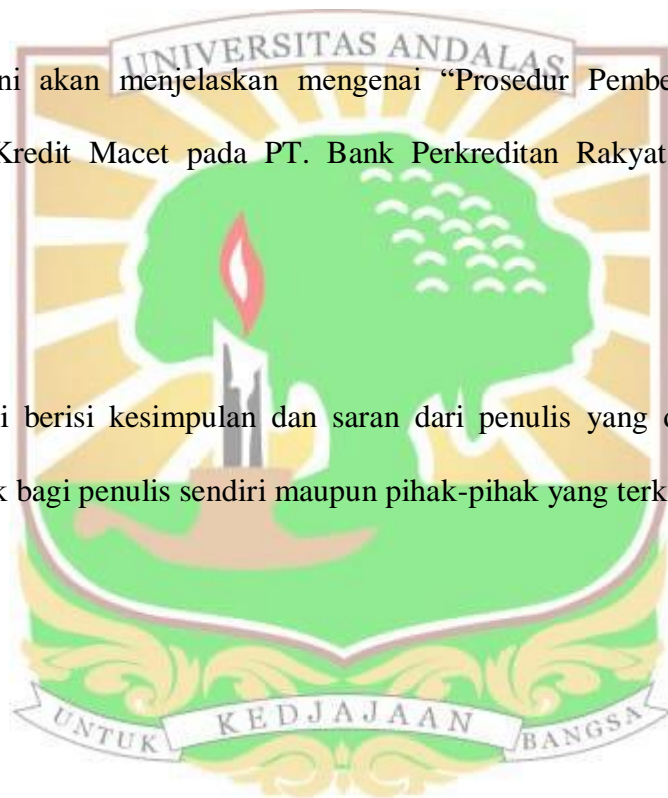 UNIVERSITAS ANDALAS
ni akan menjelaskan mengenai “Prosedur Pembe
Kredit Macet pada PT. Bank Perkreditan Rakyat
i berisi kesimpulan dan saran dari penulis yang d
k bagi penulis sendiri maupun pihak-pihak yang terk
UNTUK KEDJAJAAN BANGSA